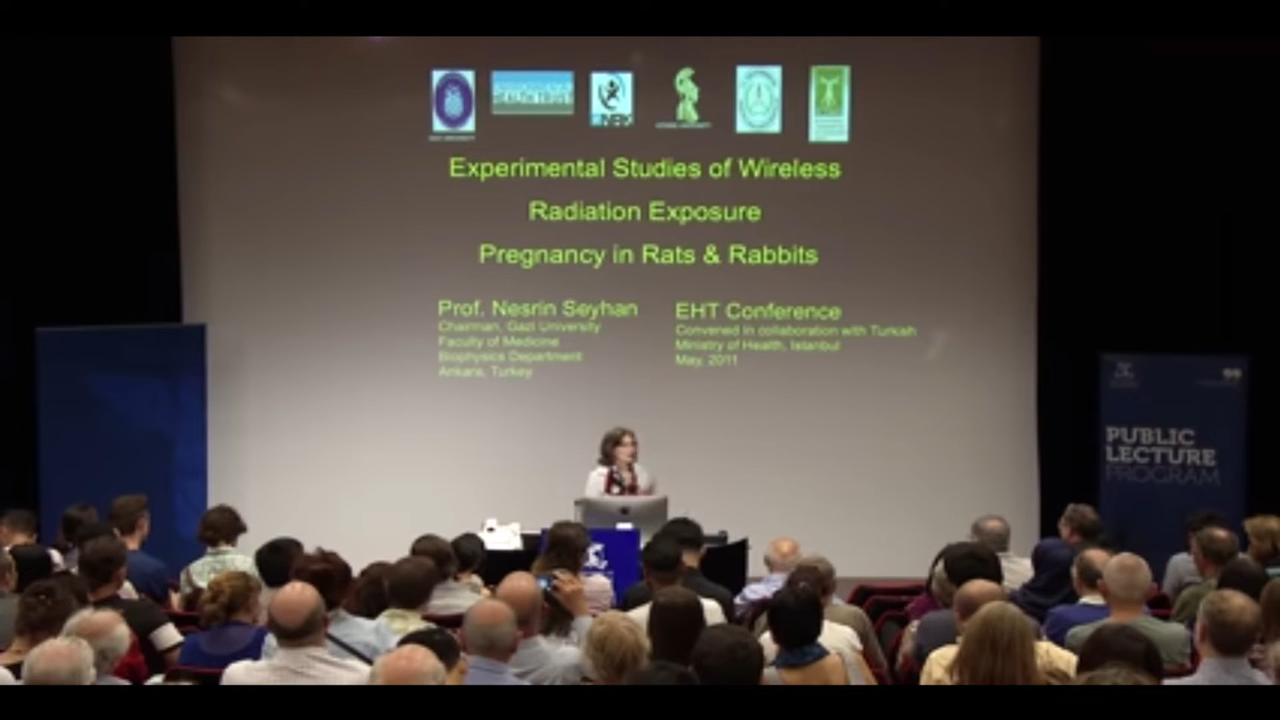 HEALTH TRUST
Experimental Studies of Wireless
Radiation Exposure
Pregnancy in Rats & Rabbits
Prof. Nesrin Seyhan
Chairman, Gazi University
Faculty of Medicine
Biophysics Department
Ankara, Turkey
EHT Conference
Convened in collaboration with Turkish
Ministry of Health, Istanbul
May, 2011
PUBLIC
LECTURE
PROGRAM